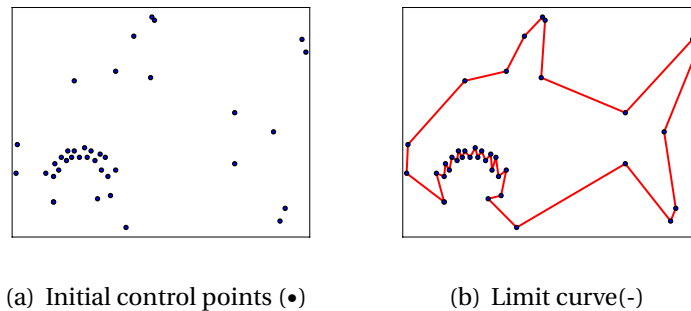 (a) Initial control points (•)
(b) Limit curve(-)